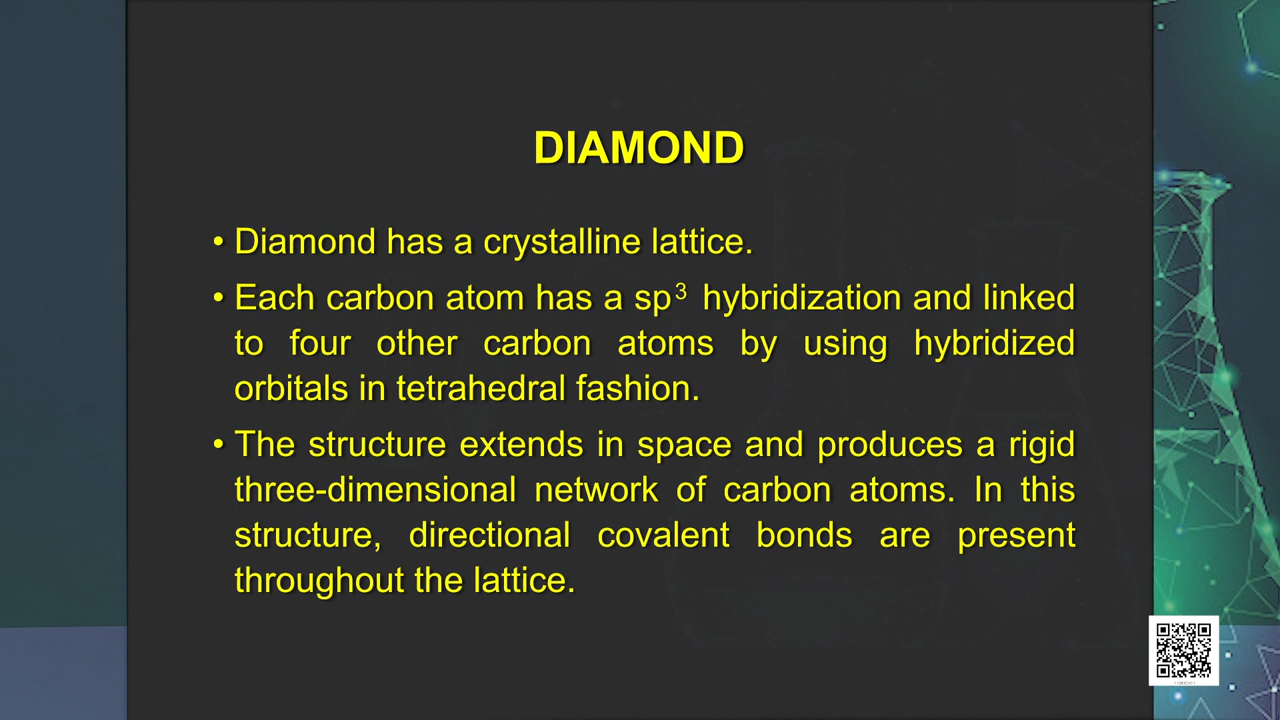 DIAMOND
• Diamond has a crystalline lattice.
• Each carbon atom has a sp³ hybridization and linked
to four other carbon atoms by using hybridized
orbitals in tetrahedral fashion.
• The structure extends in space and produces a rigid
three-dimensional network of carbon atoms. In this
structure, directional covalent bonds are present
throughout the lattice.